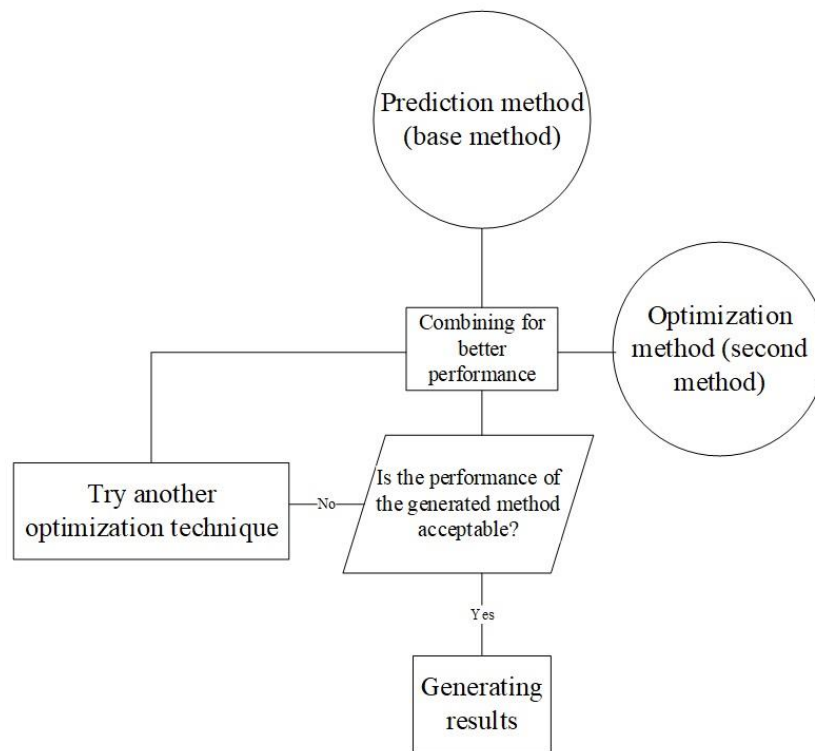 Prediction method
(base method)
Combining for
better
performance
Optimization
method (second
method)
Is the performance of
the generated method
acceptable?
No
Try another
optimization technique
Yes
Generating
results